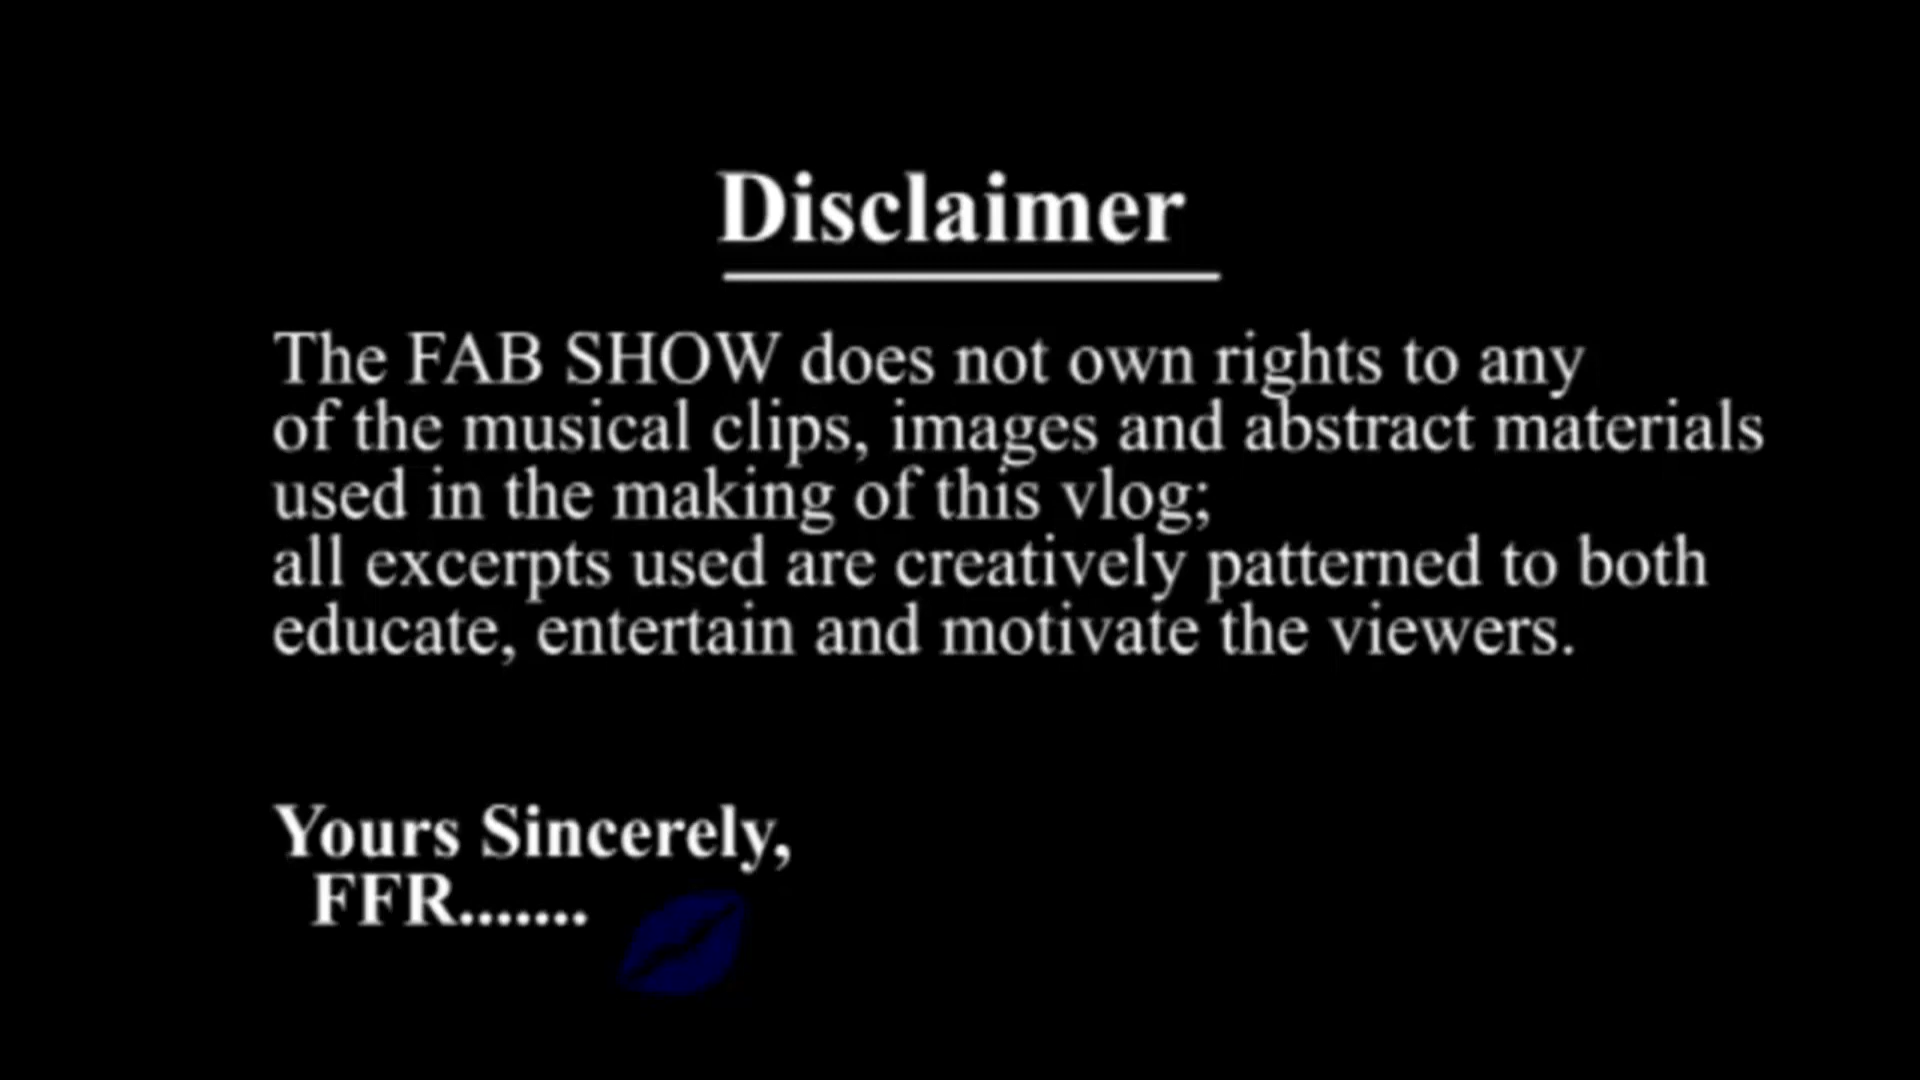 Disclaimer
The FAB SHOW does not own rights to any
of the musical clips, images and abstract materials
used in the making of this vlog;
all excerpts used are creatively patterned to both
educate, entertain and motivate the viewers.
Yours Sincerely,
FFR.......